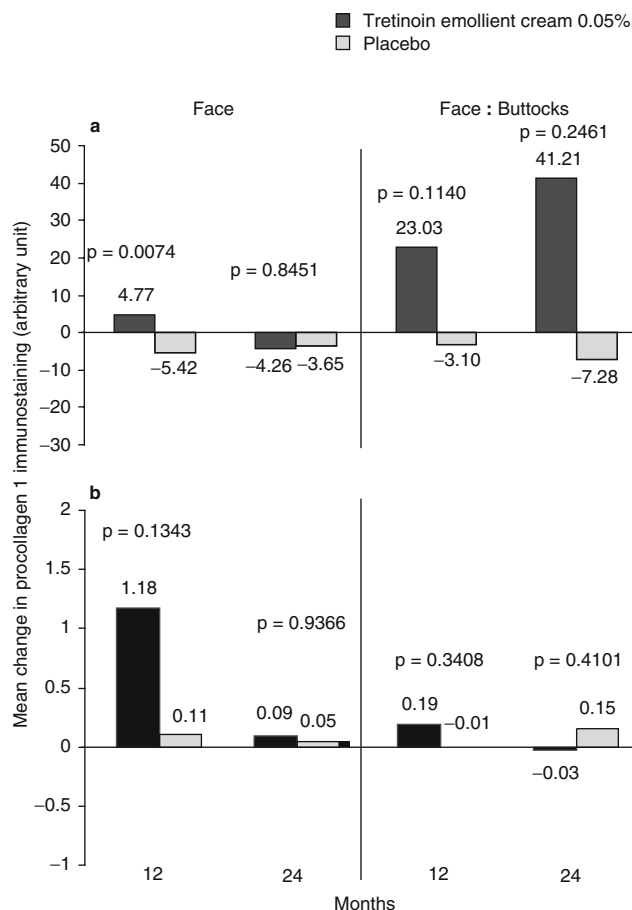 Tretinoin emollient cream 0.05%
Placebo
Face
Face : Buttocks
a
Mean change in procollagen 1 immunostaining (arbitrary unit)
50
40
30
20
10
0
−10
−20
−30
p = 0.0074
4.77
−5.42
p = 0.8451
−4.26
−3.65
p = 0.1140
23.03
−3.10
p = 0.2461
41.21
−7.28
b
2
1.5
1
0.5
0
−0.5
−1
p = 0.1343
1.18
0.11
p = 0.9366
0.09
0.05
p = 0.3408
0.19
−0.01
p = 0.4101
−0.03
0.15
12
24
12
24
Months